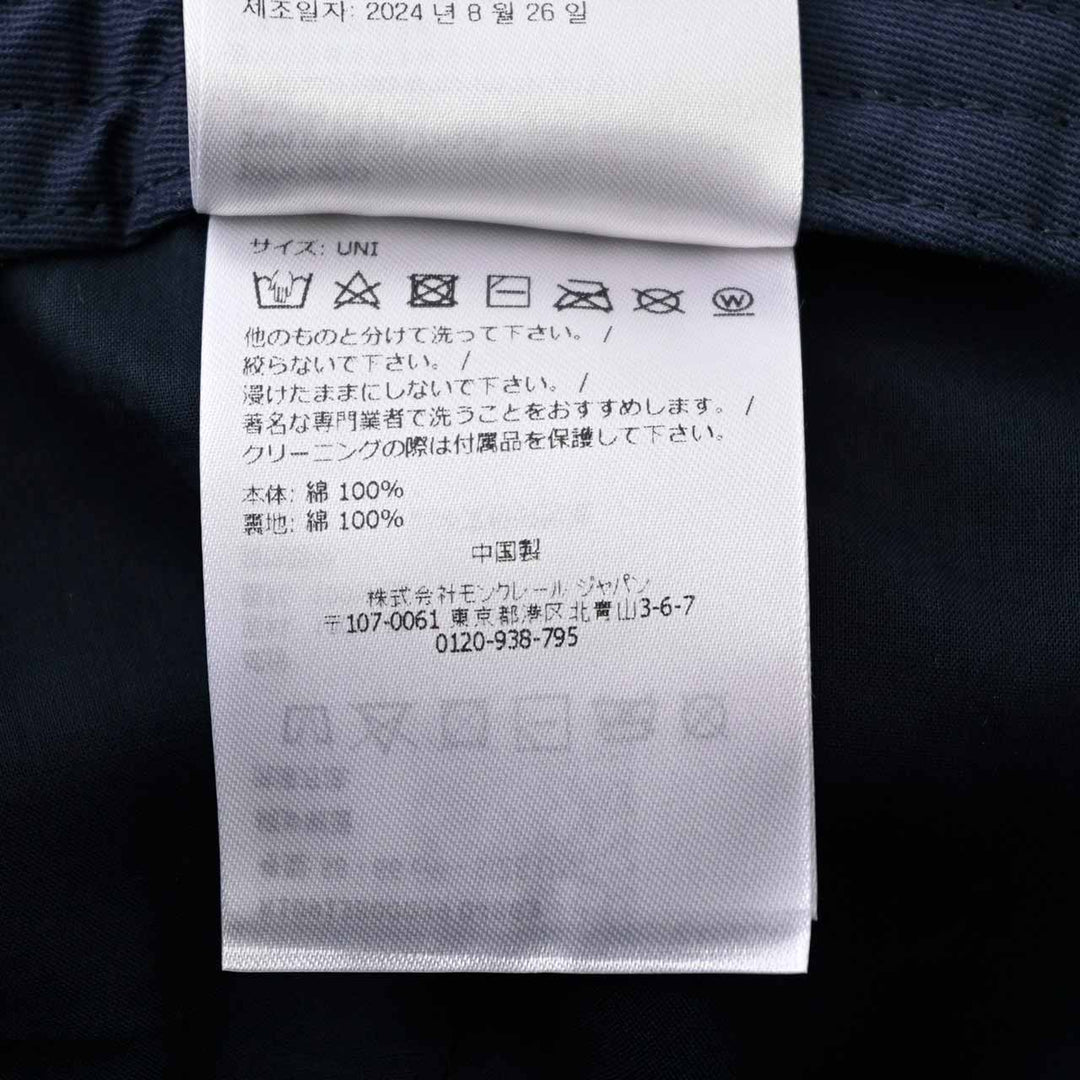 제조일자: 2024 년 8 월 26 일
サイズ: UNI
W
他のものと分けて洗って下さい。 /
絞らないで下さい。 /
浸けたままにしないで下さい。 /
著名な専門業者で洗うことをおすすめします。 /
クリーニングの際は付属品を保護して下さい。
本体: 綿 100%
裏地: 綿 100%
中国製
株式会社モンクレール ジャパン
〒107-0061 東京都港区北青山3-6-7
0120-938-795